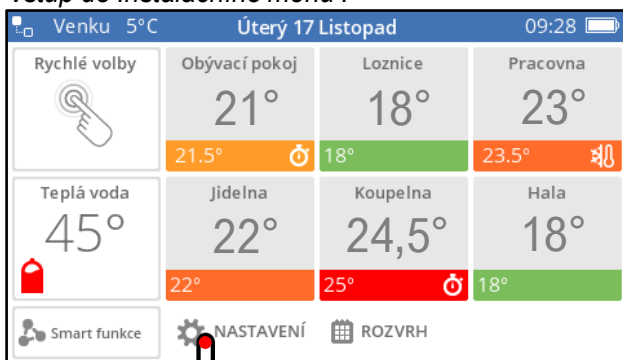 Venku 5°C Úterý 17 Listopad 09:28
Rychlé volby
Obývací pokoj
21°
21.5°
Loznice
18°
18°
Pracovna
23°
23.5°
Teplá voda
45°
Jidelna
22°
22°
Koupelna
24,5°
25°
Hala
18°
18°
Smart funkce
NASTAVENÍ
ROZVRH